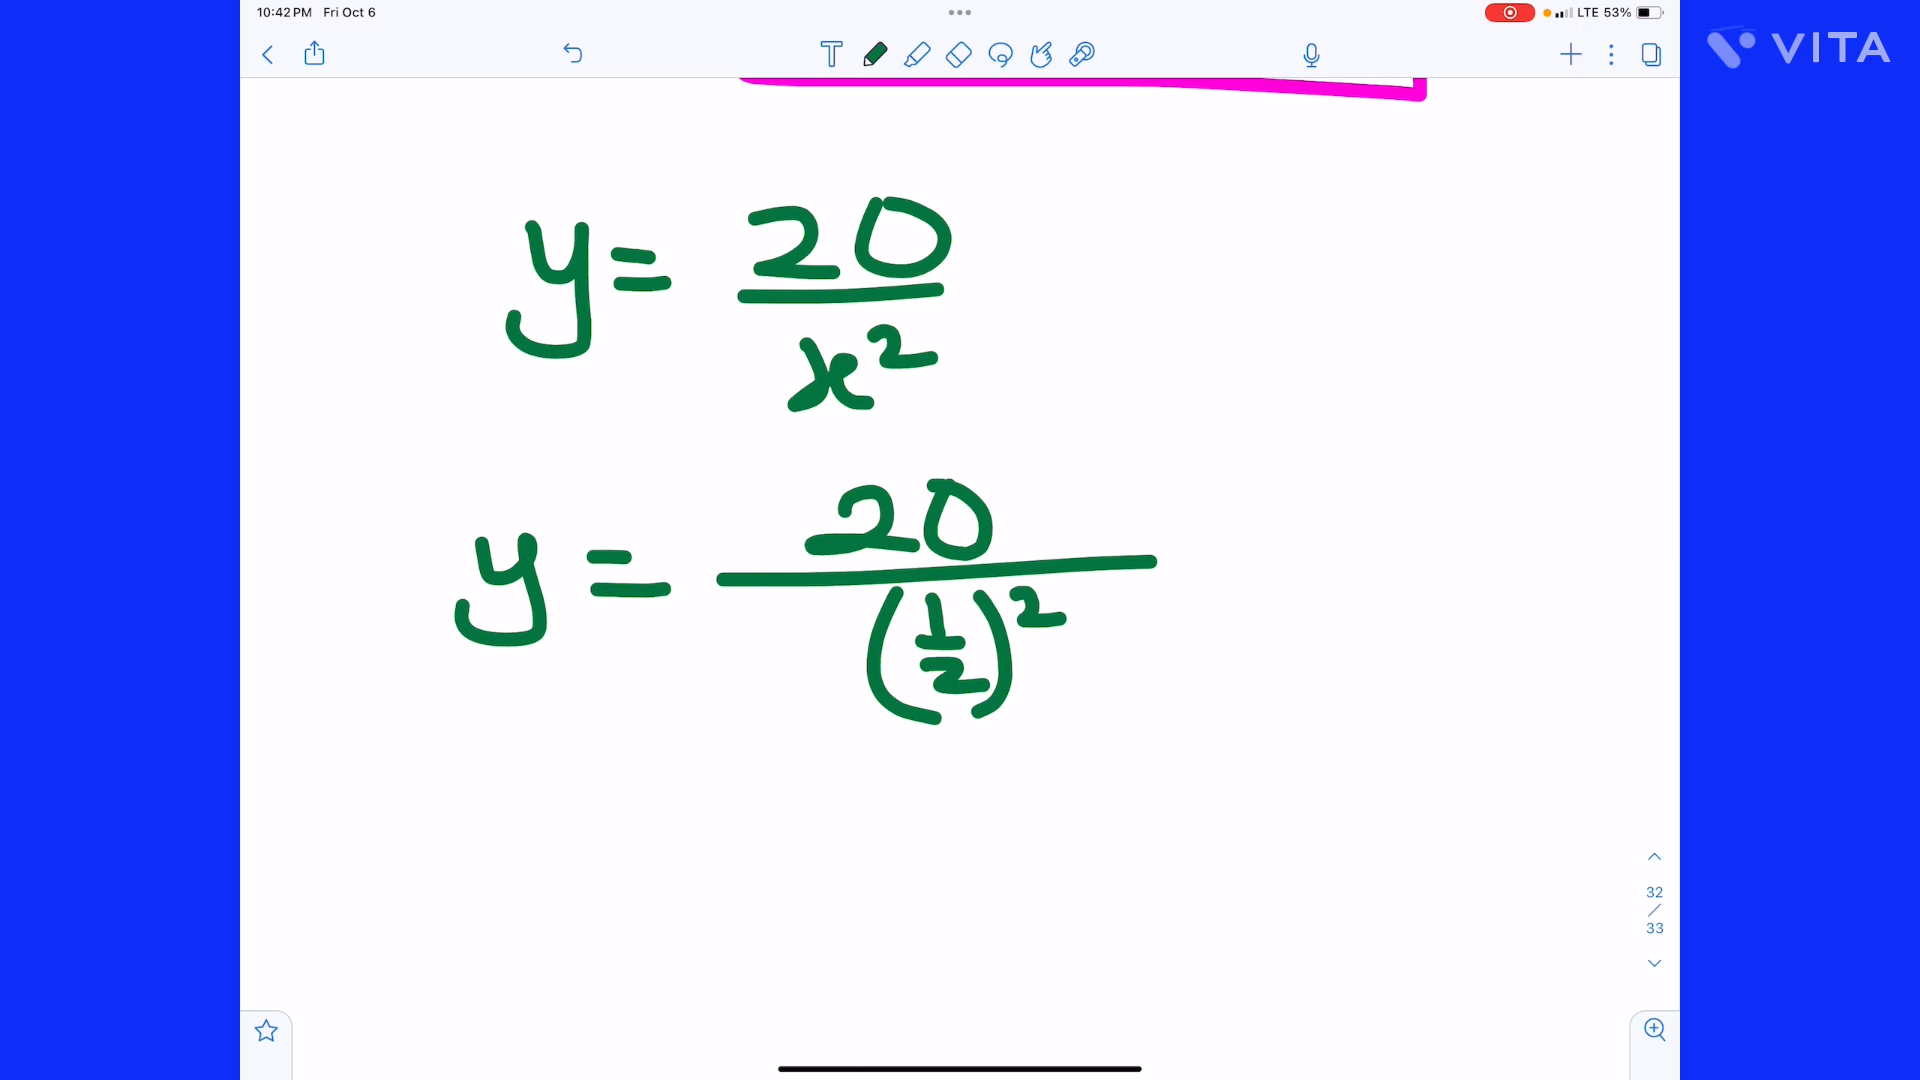 10:42 PM Fri Oct 6
LTE 53%
VITA
y = 20/x²
y = 20/(1/2)²
32
/
33